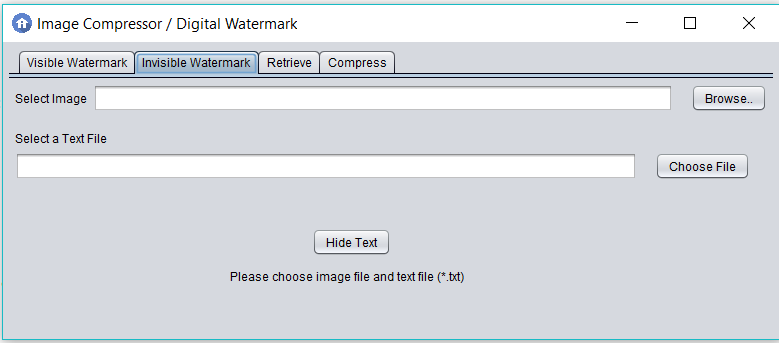 Image Compressor / Digital Watermark
Visible Watermark Invisible Watermark Retrieve Compress
Select Image Browse..
Select a Text File
Choose File
Hide Text
Please choose image file and text file (*.txt)